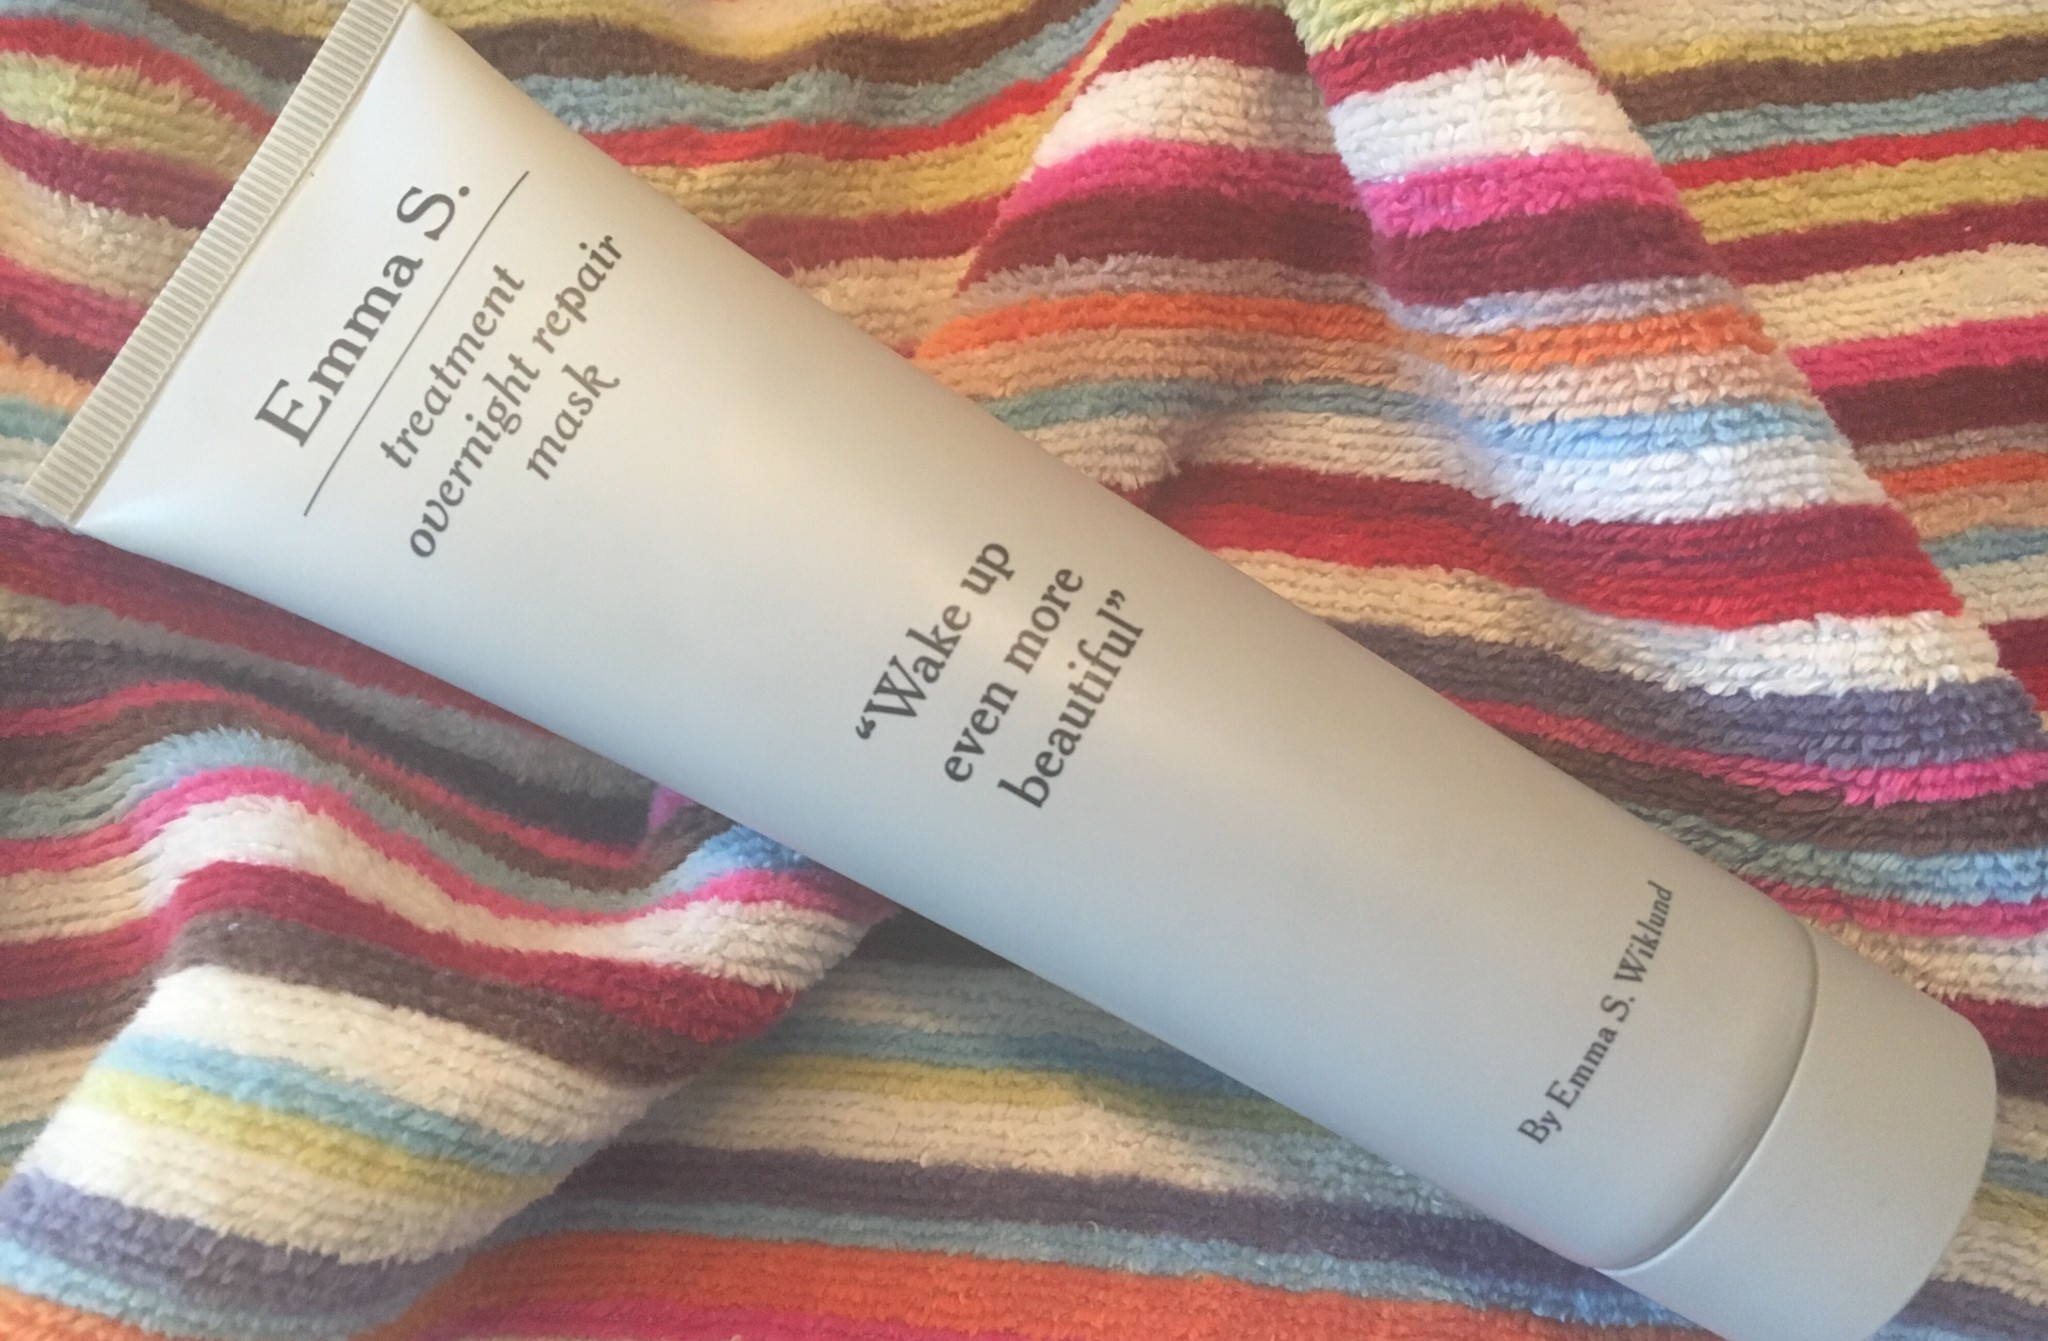 Emma S.
treatment
overnight repair
mask
“Wake up
even more
beautiful”
By Emma S. Wiklund